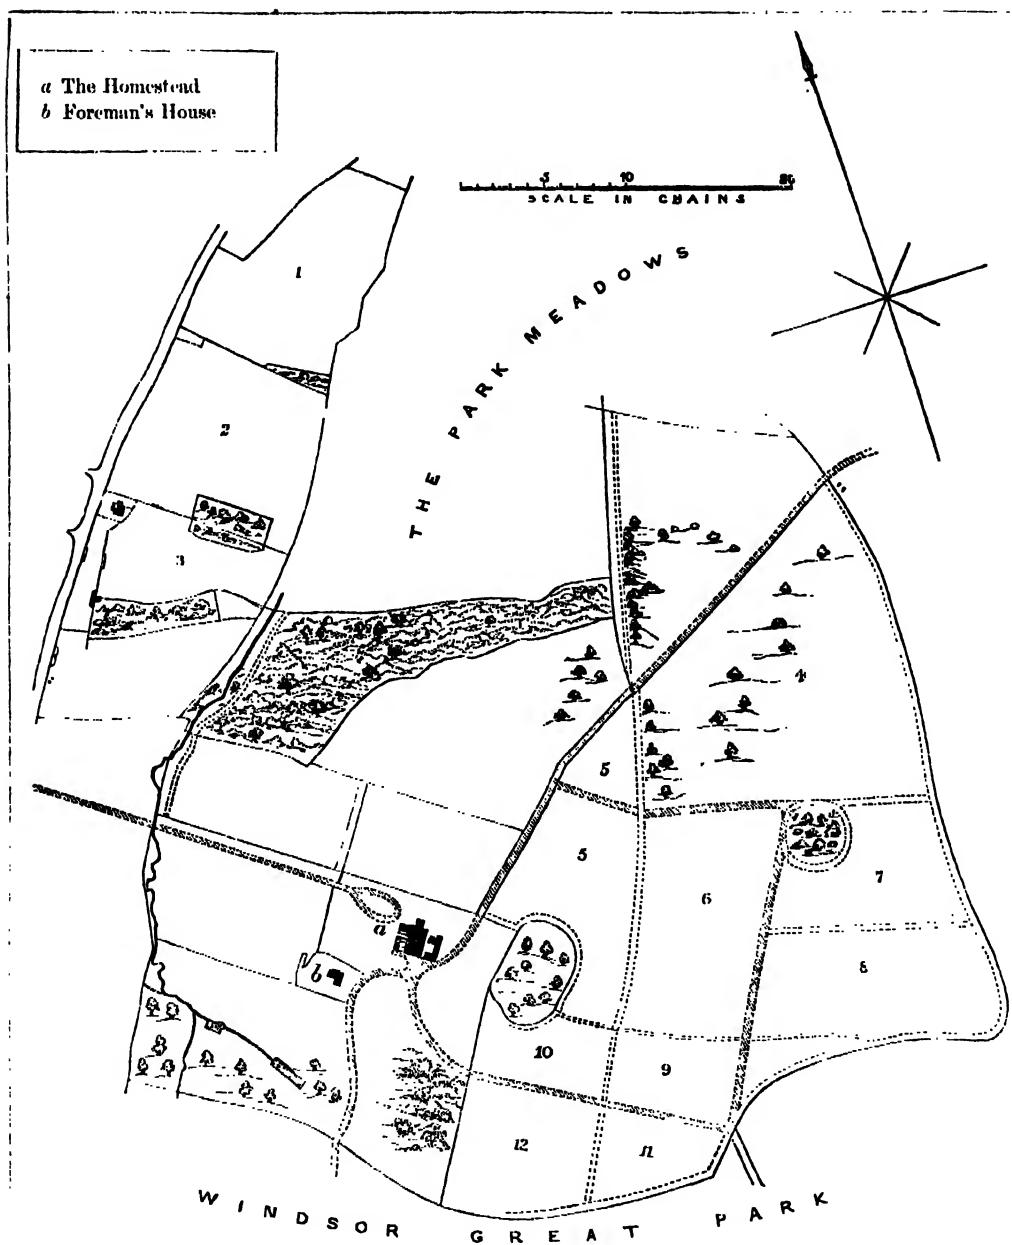 a The Homestead
b Foreman's House
5 10 20
SCALE IN CHAINS
THE PARK MEADOWS
1
2
3
4
5
5
6
7
8
a
b
10
9
12
11
WINDSOR GREAT PARK